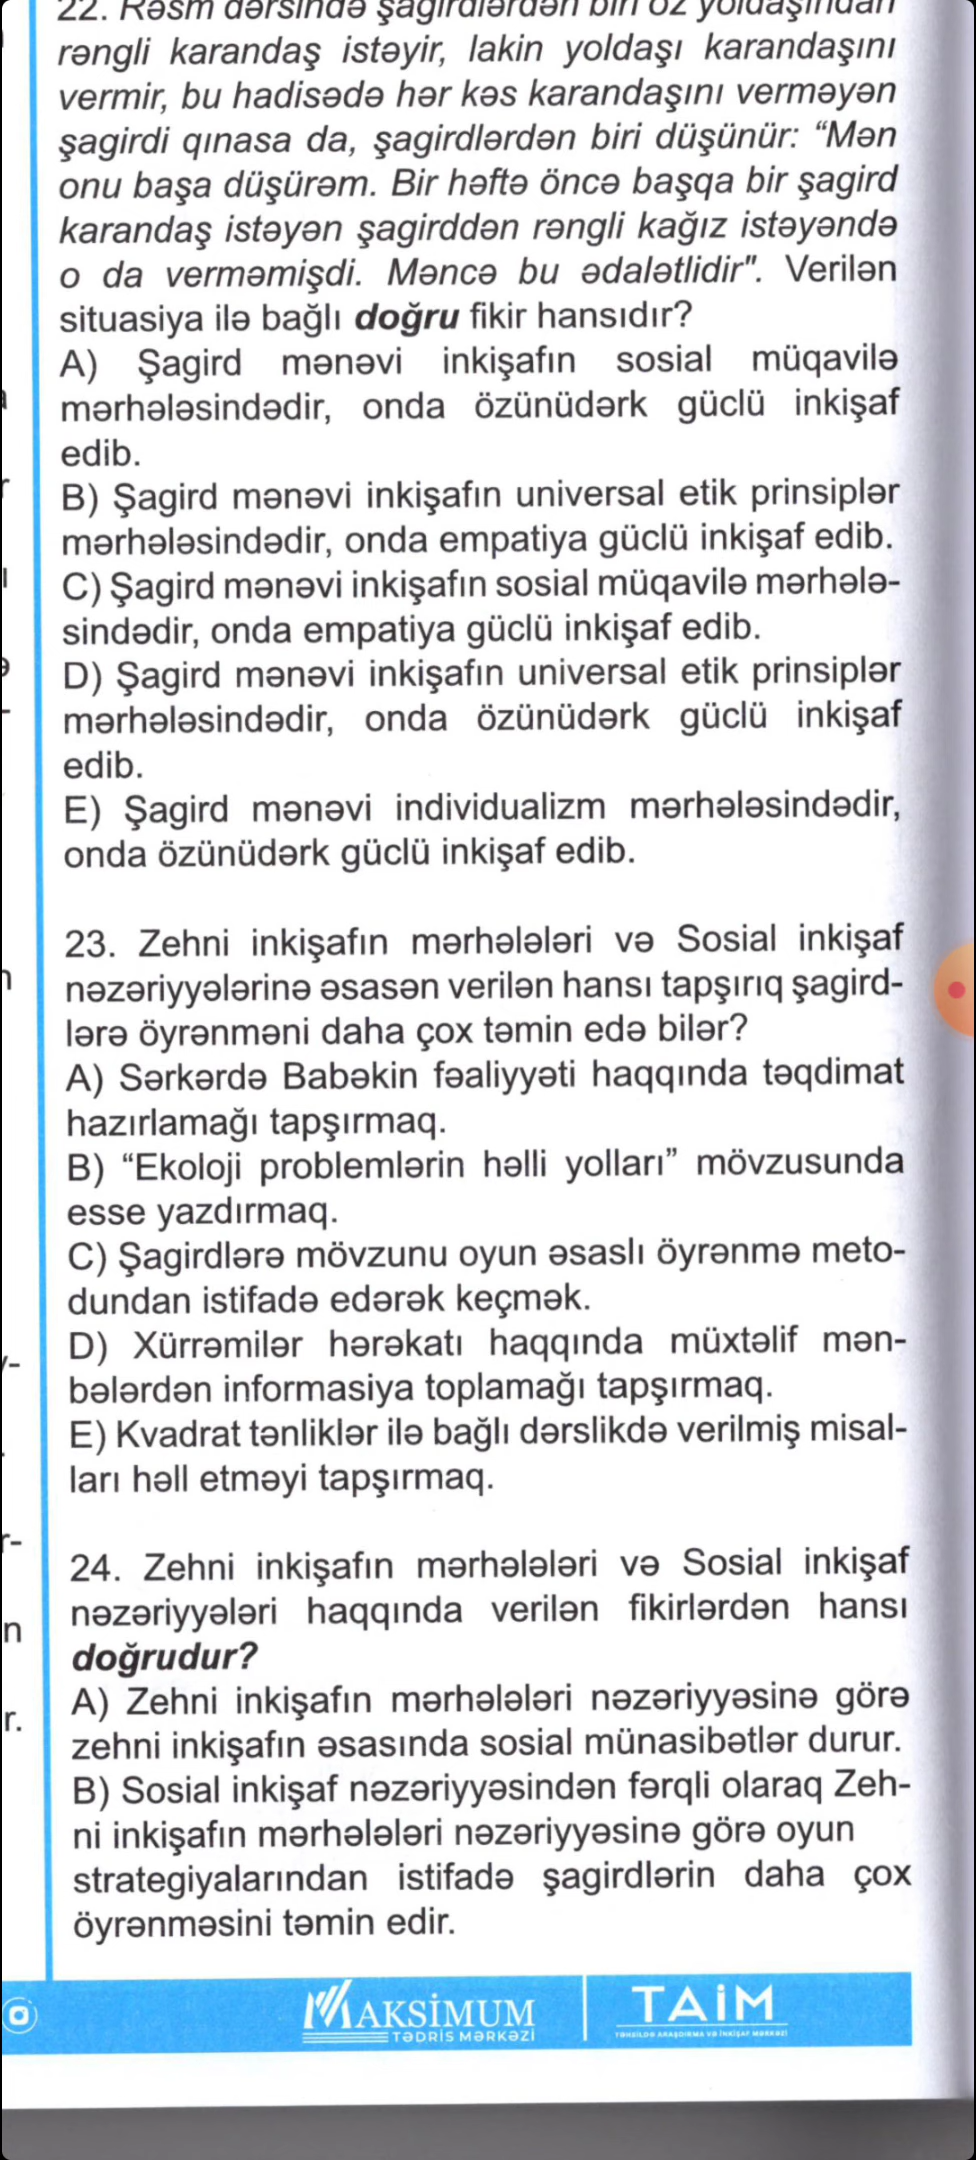 22. Rəsm dərsində şagirdlərdən biri öz yoldaşından
rəngli karandaş istəyir, lakin yoldaşı karandaşını
vermir, bu hadisədə hər kəs karandaşını verməyən
şagirdi qınasa da, şagirdlərdən biri düşünür: “Mən
onu başa düşürəm. Bir həftə öncə başqa bir şagird
karandaş istəyən şagirddən rəngli kağız istəyəndə
o da verməmişdi. Məncə bu ədalətlidir". Verilən
situasiya ilə bağlı doğru fikir hansıdır?
A) Şagird mənəvi inkişafın sosial müqavilə
mərhələsindədir, onda özünüdərk güclü inkişaf
edib.
B) Şagird mənəvi inkişafın universal etik prinsiplər
mərhələsindədir, onda empatiya güclü inkişaf edib.
C) Şagird mənəvi inkişafın sosial müqavilə mərhələ-
sindədir, onda empatiya güclü inkişaf edib.
D) Şagird mənəvi inkişafın universal etik prinsiplər
mərhələsindədir, onda özünüdərk güclü inkişaf
edib.
E) Şagird mənəvi individualizm mərhələsindədir,
onda özünüdərk güclü inkişaf edib.
23. Zehni inkişafın mərhələləri və Sosial inkişaf
nəzəriyyələrinə əsasən verilən hansı tapşırıq şagird-
lərə öyrənməni daha çox təmin edə bilər?
A) Sərkərdə Babəkin fəaliyyəti haqqında təqdimat
hazırlamağı tapşırmaq.
B) “Ekoloji problemlərin həlli yolları” mövzusunda
esse yazdırmaq.
C) Şagirdlərə mövzunu oyun əsaslı öyrənmə meto-
dundan istifadə edərək keçmək.
D) Xürrəmilər hərəkatı haqqında müxtəlif mən-
bələrdən informasiya toplamağı tapşırmaq.
E) Kvadrat tənliklər ilə bağlı dərslikdə verilmiş misal-
ları həll etməyi tapşırmaq.
24. Zehni inkişafın mərhələləri və Sosial inkişaf
nəzəriyyələri haqqında verilən fikirlərdən hansı
doğrudur?
A) Zehni inkişafın mərhələləri nəzəriyyəsinə görə
zehni inkişafın əsasında sosial münasibətlər durur.
B) Sosial inkişaf nəzəriyyəsindən fərqli olaraq Zeh-
ni inkişafın mərhələləri nəzəriyyəsinə görə oyun
strategiyalarından istifadə şagirdlərin daha çox
öyrənməsini təmin edir.
MAKSİMUM
TƏDRİS MƏRKƏZİ
TAİM
TƏHSİLDƏ ARAŞDIRMA VƏ İNKİŞAF MƏRKƏZİ